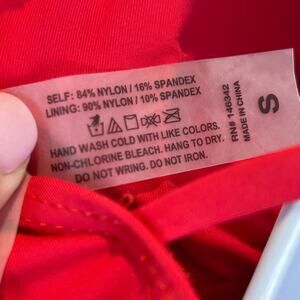 SELF: 84% NYLON / 16% SPANDEX
LINING: 90% NYLON / 10% SPANDEX
HAND WASH COLD WITH LIKE COLORS.
NON-CHLORINE BLEACH. HANG TO DRY.
DO NOT WRING. DO NOT IRON.
RN# 146342
MADE IN CHINA
S